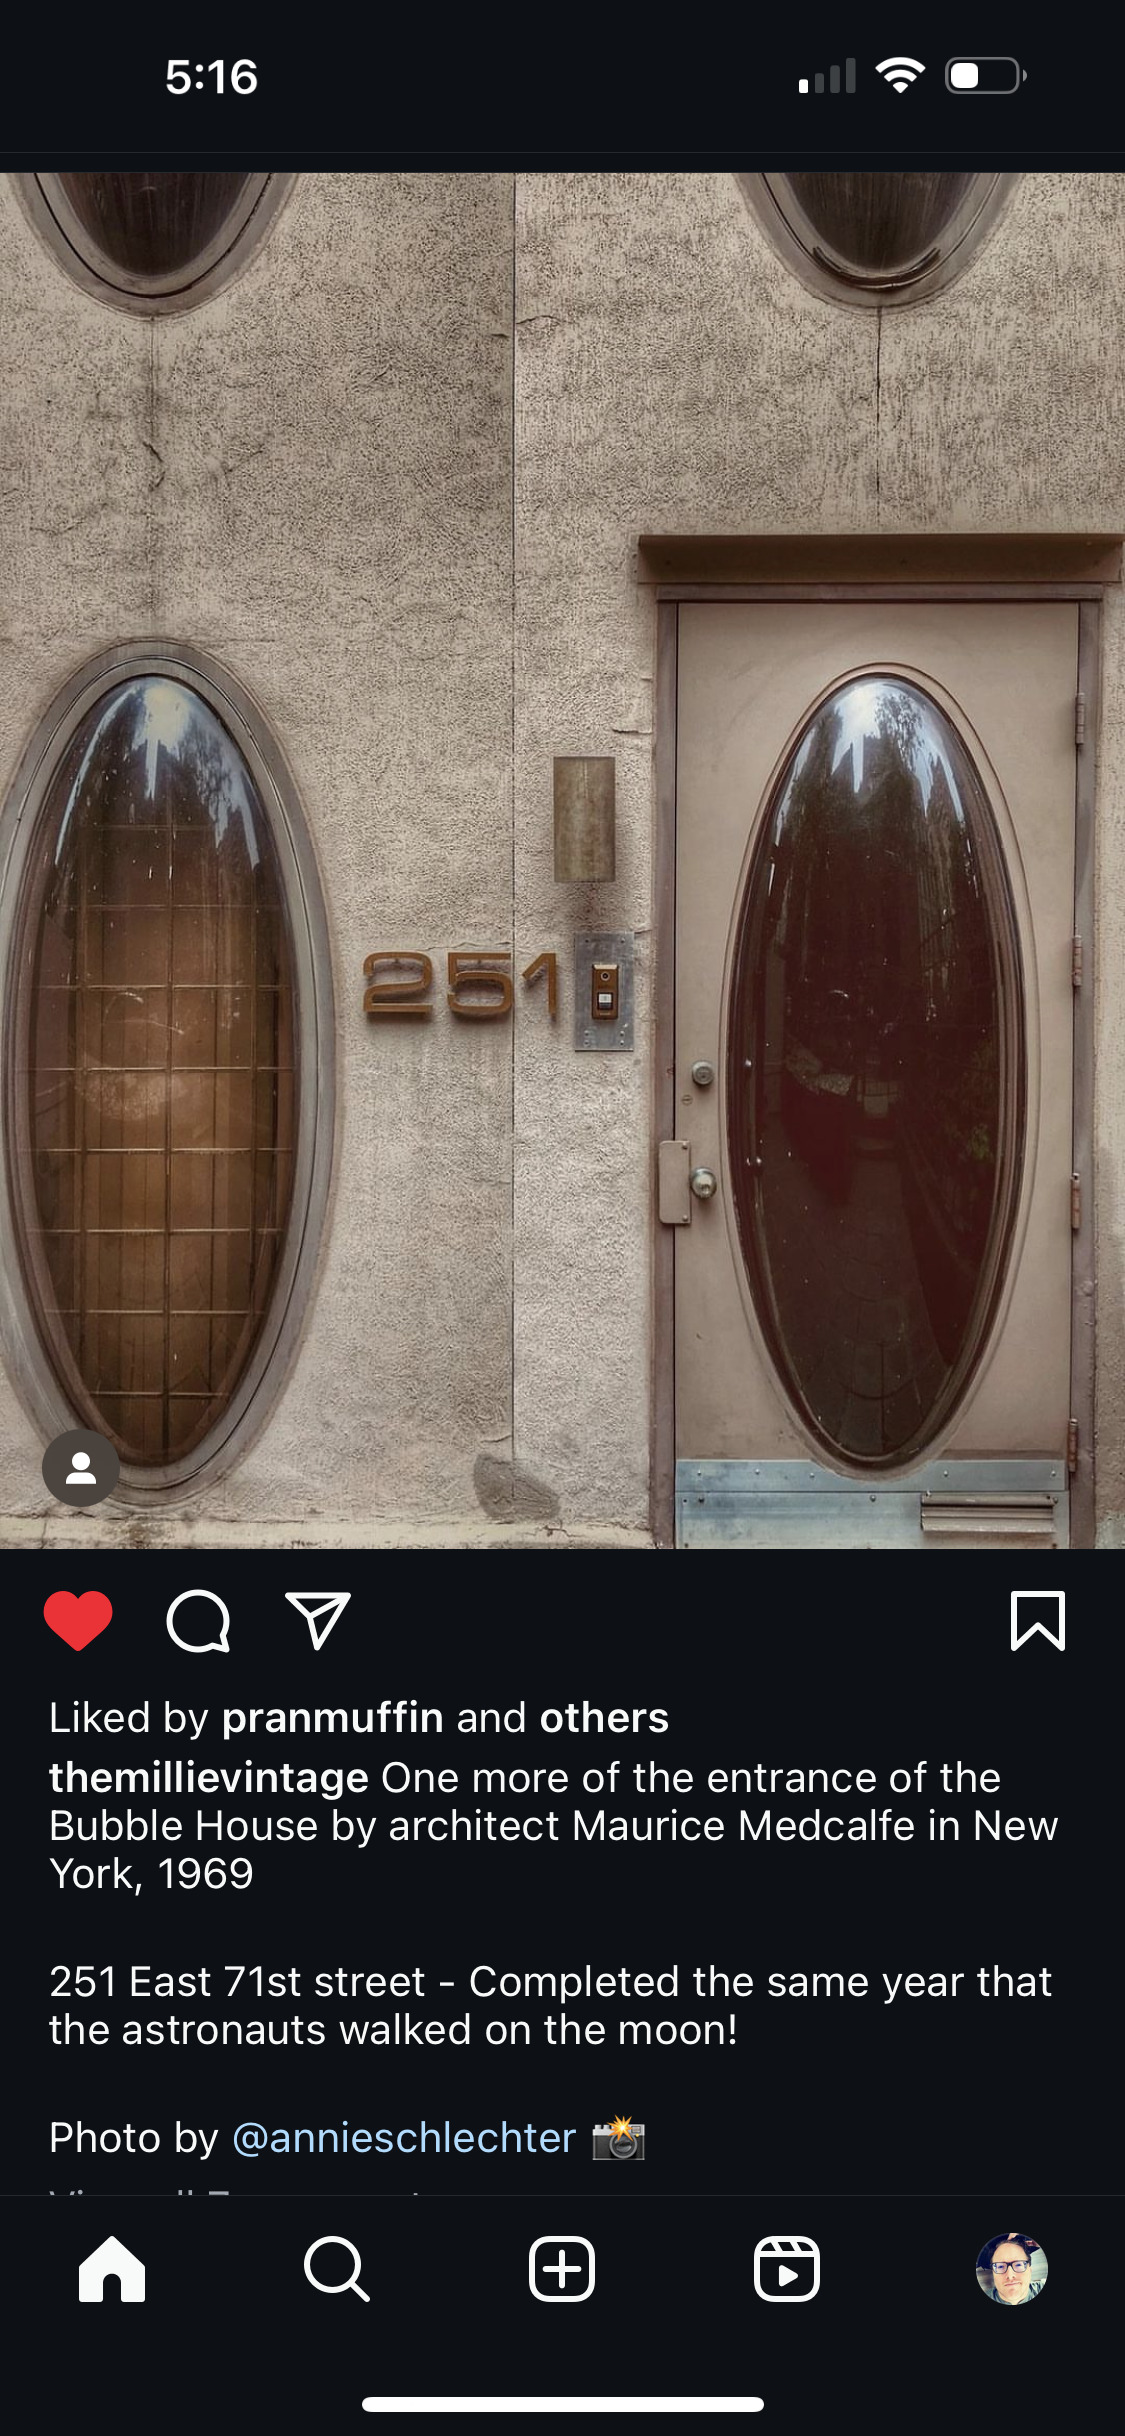 5:16
251
Liked by pranmuffin and others
themillievintage One more of the entrance of the
Bubble House by architect Maurice Medcalfe in New
York, 1969
251 East 71st street - Completed the same year that
the astronauts walked on the moon!
Photo by @annieschlechter 📸